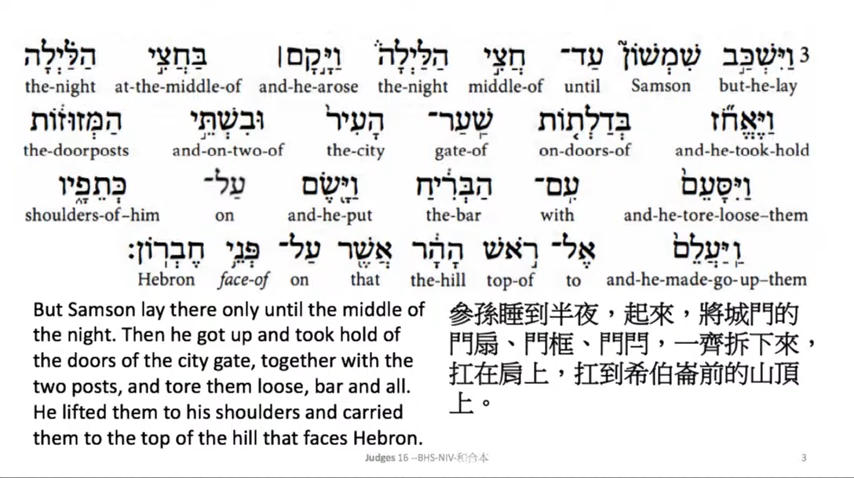 3 וַיִּשְׁכַּ֣ב שִׁמְשׁוֹן֮ עַד־ חֲצִ֣י הַלַּיְלָה֒ וַיָּ֣קָם׀ בַּחֲצִ֣י הַלַּ֗יְלָה
the-night at-the-middle-of and-he-arose the-night middle-of until Samson but-he-lay
וַיֶּאֱחֹ֞ז בְּדַלְת֤וֹת שַֽׁעַר־ הָעִיר֙ וּבִשְׁתֵּ֣י הַמְּזוּז֔וֹת
the-doorposts and-on-two-of the-city gate-of on-doors-of and-he-took-hold
וַיִּסָּעֵם֙ עִֽם־ הַבְּרִ֔יחַ וַיָּ֖שֶׂם עַל־ כְּתֵפָ֑יו
shoulders-of–him on and-he-put the-bar with and-he-tore-loose–them
וַֽיַּעֲלֵם֙ אֶל־ רֹ֣אשׁ הָהָ֔ר אֲשֶׁ֖ר עַל־ פְּנֵ֥י חֶבְרֽוֹן׃
Hebron face-of on that the-hill top-of to and-he-made-go-up–them
But Samson lay there only until the middle of
the night. Then he got up and took hold of
the doors of the city gate, together with the
two posts, and tore them loose, bar and all.
He lifted them to his shoulders and carried
them to the top of the hill that faces Hebron.
參孫睡到半夜，起來，將城門的
門扇、門框、門閂，一齊拆下來，
扛在肩上，扛到希伯崙前的山頂
上。
Judges 16 --BHS-NIV-和合本
3